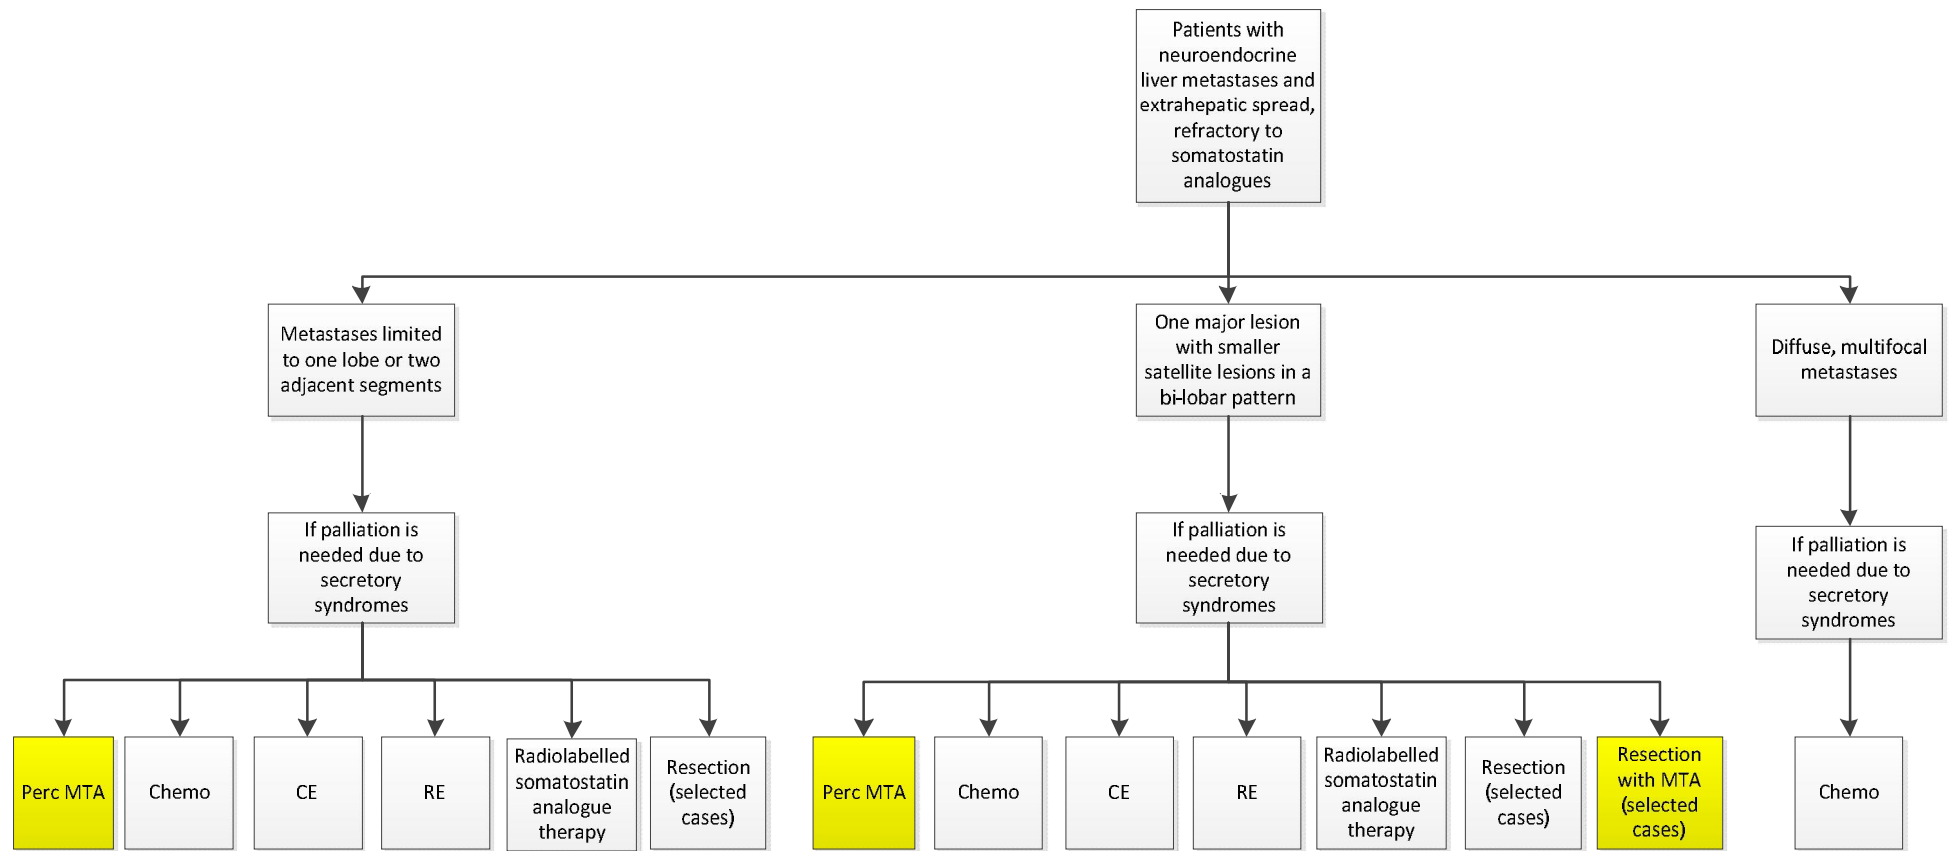 Patients with
neuroendocrine
liver metastases and
extrahepatic spread,
refractory to
somatostatin
analogues
Metastases limited
to one lobe or two
adjacent segments
One major lesion
with smaller
satellite lesions in a
bi-lobar pattern
Diffuse, multifocal
metastases
If palliation is
needed due to
secretory
syndromes
If palliation is
needed due to
secretory
syndromes
If palliation is
needed due to
secretory
syndromes
Perc MTA
Chemo
CE
RE
Radiolabelled
somatostatin
analogue
therapy
Resection
(selected
cases)
Perc MTA
Chemo
CE
RE
Radiolabelled
somatostatin
analogue
therapy
Resection
(selected
cases)
Resection
with MTA
(selected
cases)
Chemo